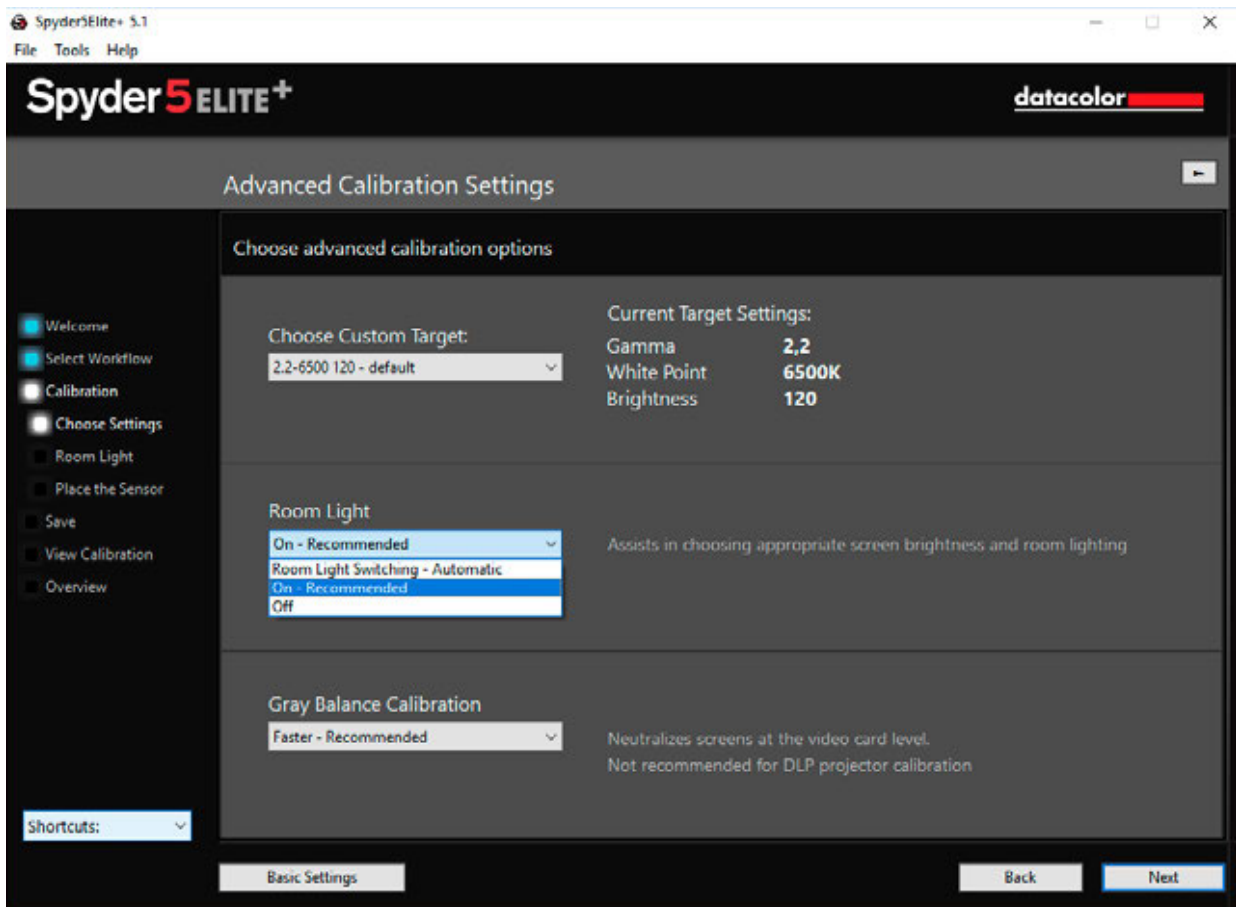 Spyder5Elite+ 5.1
File Tools Help
Spyder5ELITE+
datacolor
Advanced Calibration Settings
Choose advanced calibration options
Welcome
Select Workflow
Calibration
Choose Settings
Room Light
Place the Sensor
Save
View Calibration
Overview
Shortcuts:
Choose Custom Target:
2.2-6500 120 - default
Current Target Settings:
Gamma 2,2
White Point 6500K
Brightness 120
Room Light
On - Recommended
Room Light Switching - Automatic
On - Recommended
Off
Assists in choosing appropriate screen brightness and room lighting
Gray Balance Calibration
Faster - Recommended
Neutralizes screens at the video card level.
Not recommended for DLP projector calibration
Basic Settings
Back
Next